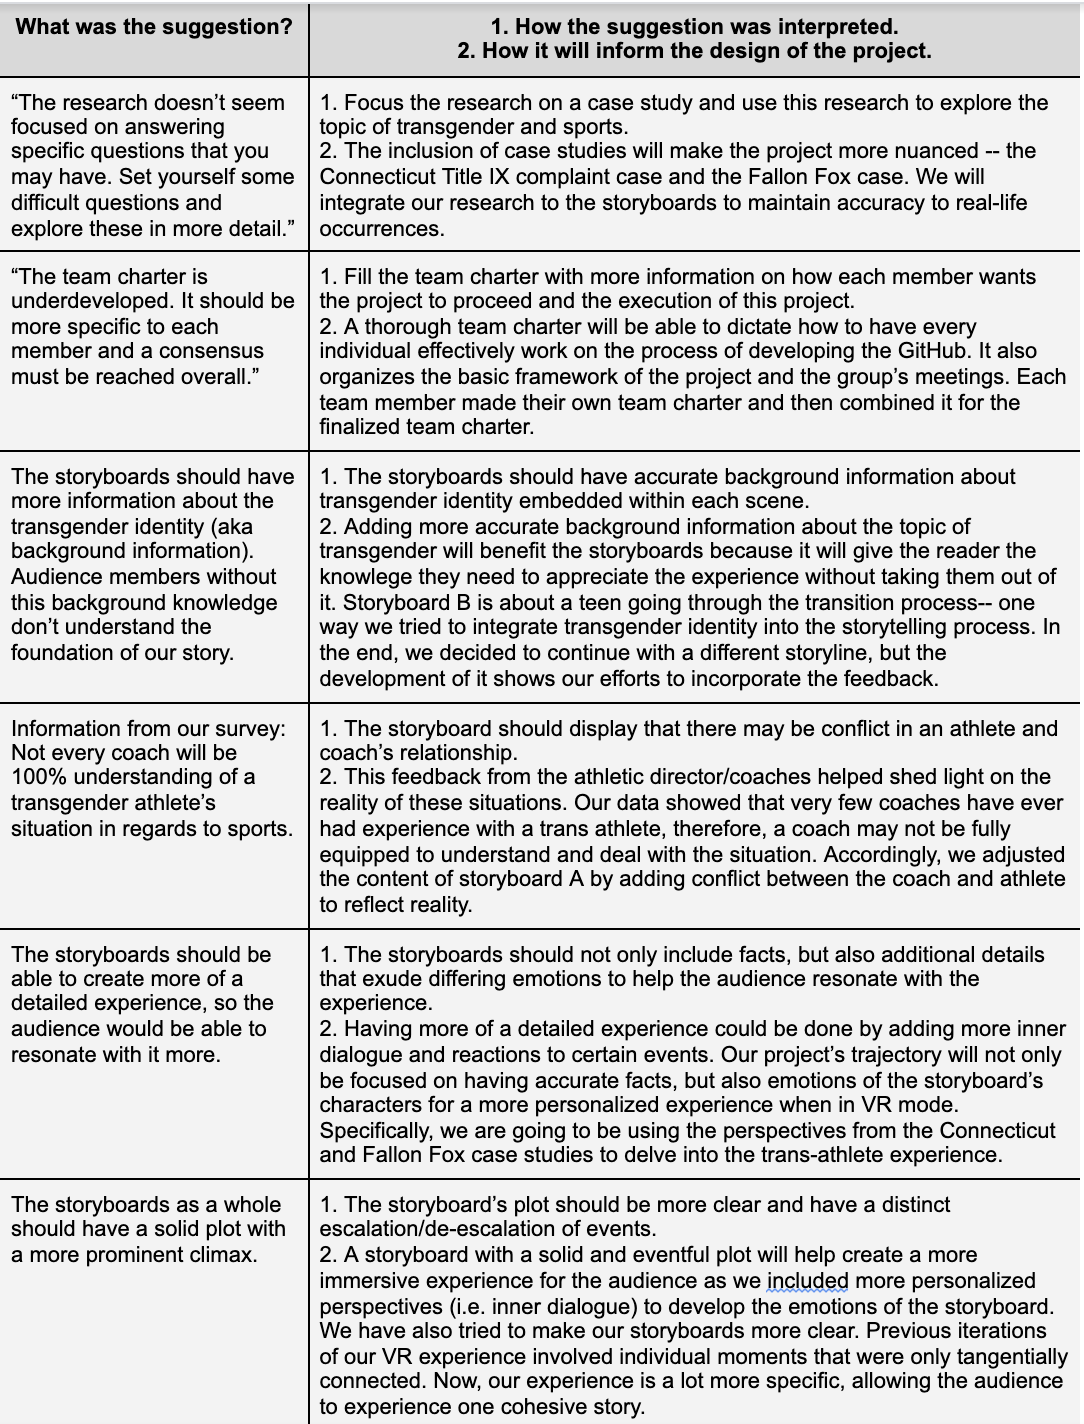 What was the suggestion?
1. How the suggestion was interpreted.
2. How it will inform the design of the project.
“The research doesn’t seem
focused on answering
specific questions that you
may have. Set yourself some
difficult questions and
explore these in more detail.”
1. Focus the research on a case study and use this research to explore the
topic of transgender and sports.
2. The inclusion of case studies will make the project more nuanced -- the
Connecticut Title IX complaint case and the Fallon Fox case. We will
integrate our research to the storyboards to maintain accuracy to real-life
occurrences.
“The team charter is
underdeveloped. It should be
more specific to each
member and a consensus
must be reached overall.”
1. Fill the team charter with more information on how each member wants
the project to proceed and the execution of this project.
2. A thorough team charter will be able to dictate how to have every
individual effectively work on the process of developing the GitHub. It also
organizes the basic framework of the project and the group’s meetings. Each
team member made their own team charter and then combined it for the
finalized team charter.
The storyboards should have
more information about the
transgender identity (aka
background information).
Audience members without
this background knowledge
don’t understand the
foundation of our story.
1. The storyboards should have accurate background information about
transgender identity embedded within each scene.
2. Adding more accurate background information about the topic of
transgender will benefit the storyboards because it will give the reader the
knowlege they need to appreciate the experience without taking them out of
it. Storyboard B is about a teen going through the transition process-- one
way we tried to integrate transgender identity into the storytelling process. In
the end, we decided to continue with a different storyline, but the
development of it shows our efforts to incorporate the feedback.
Information from our survey:
Not every coach will be
100% understanding of a
transgender athlete’s
situation in regards to sports.
1. The storyboard should display that there may be conflict in an athlete and
coach’s relationship.
2. This feedback from the athletic director/coaches helped shed light on the
reality of these situations. Our data showed that very few coaches have ever
had experience with a trans athlete, therefore, a coach may not be fully
equipped to understand and deal with the situation. Accordingly, we adjusted
the content of storyboard A by adding conflict between the coach and athlete
to reflect reality.
The storyboards should be
able to create more of a
detailed experience, so the
audience would be able to
resonate with it more.
1. The storyboards should not only include facts, but also additional details
that exude differing emotions to help the audience resonate with the
experience.
2. Having more of a detailed experience could be done by adding more inner
dialogue and reactions to certain events. Our project’s trajectory will not only
be focused on having accurate facts, but also emotions of the storyboard’s
characters for a more personalized experience when in VR mode.
Specifically, we are going to be using the perspectives from the Connecticut
and Fallon Fox case studies to delve into the trans-athlete experience.
The storyboards as a whole
should have a solid plot with
a more prominent climax.
1. The storyboard’s plot should be more clear and have a distinct
escalation/de-escalation of events.
2. A storyboard with a solid and eventful plot will help create a more
immersive experience for the audience as we included more personalized
perspectives (i.e. inner dialogue) to develop the emotions of the storyboard.
We have also tried to make our storyboards more clear. Previous iterations
of our VR experience involved individual moments that were only tangentially
connected. Now, our experience is a lot more specific, allowing the audience
to experience one cohesive story.